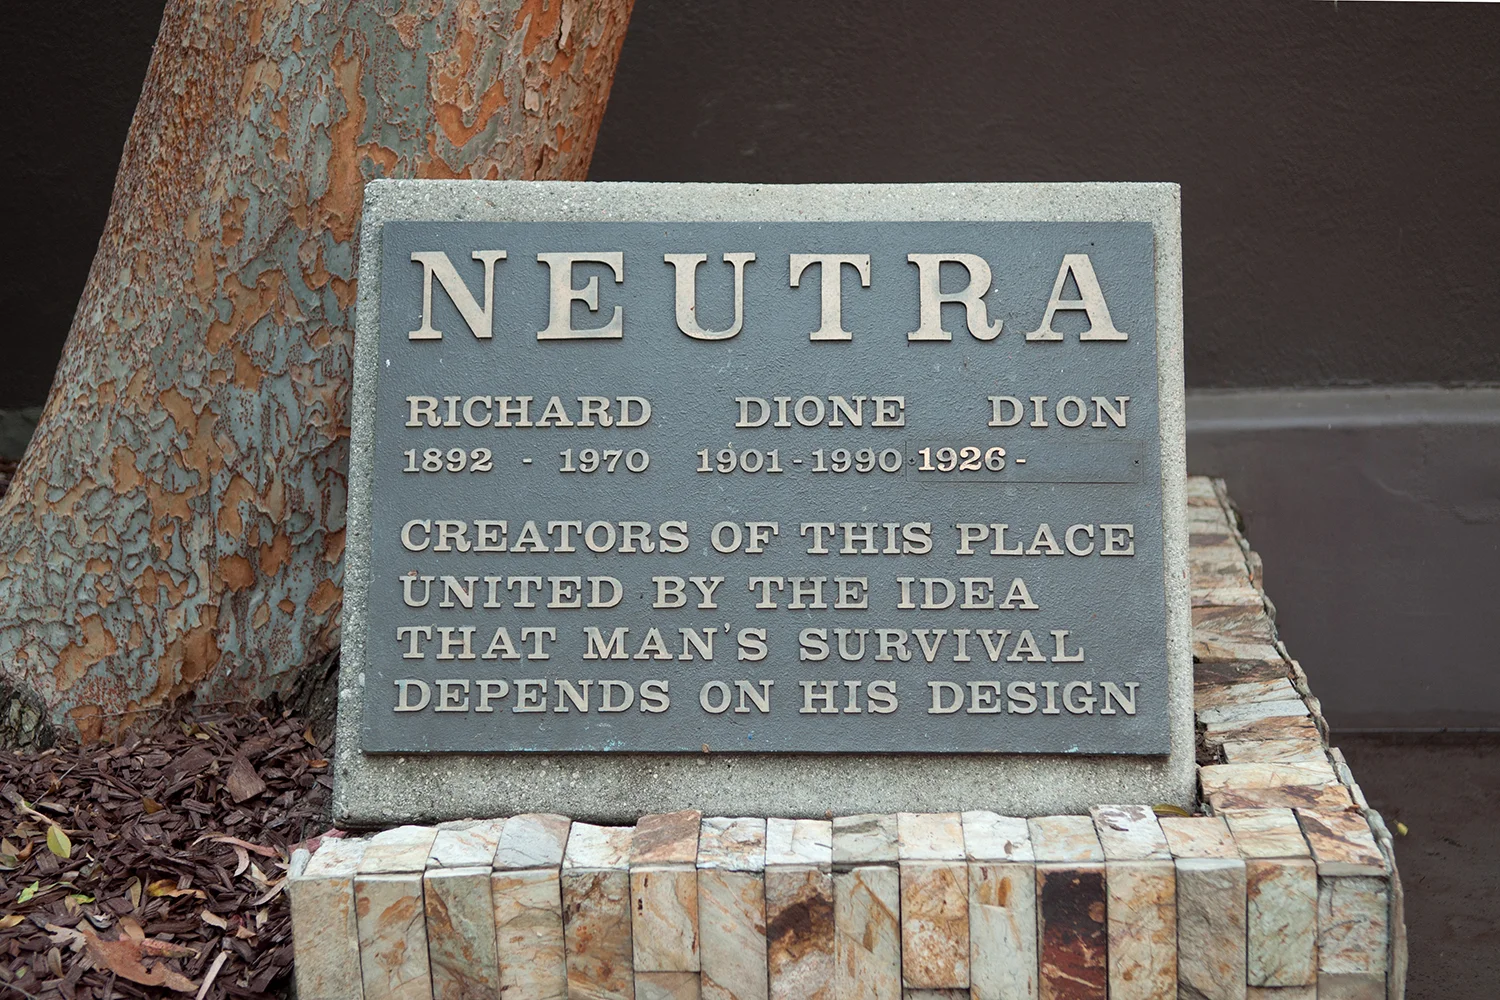 NEUTRA
RICHARD DIONE DION
1892 - 1970 1901 - 1990 1926 -
CREATORS OF THIS PLACE
UNITED BY THE IDEA
THAT MAN'S SURVIVAL
DEPENDS ON HIS DESIGN